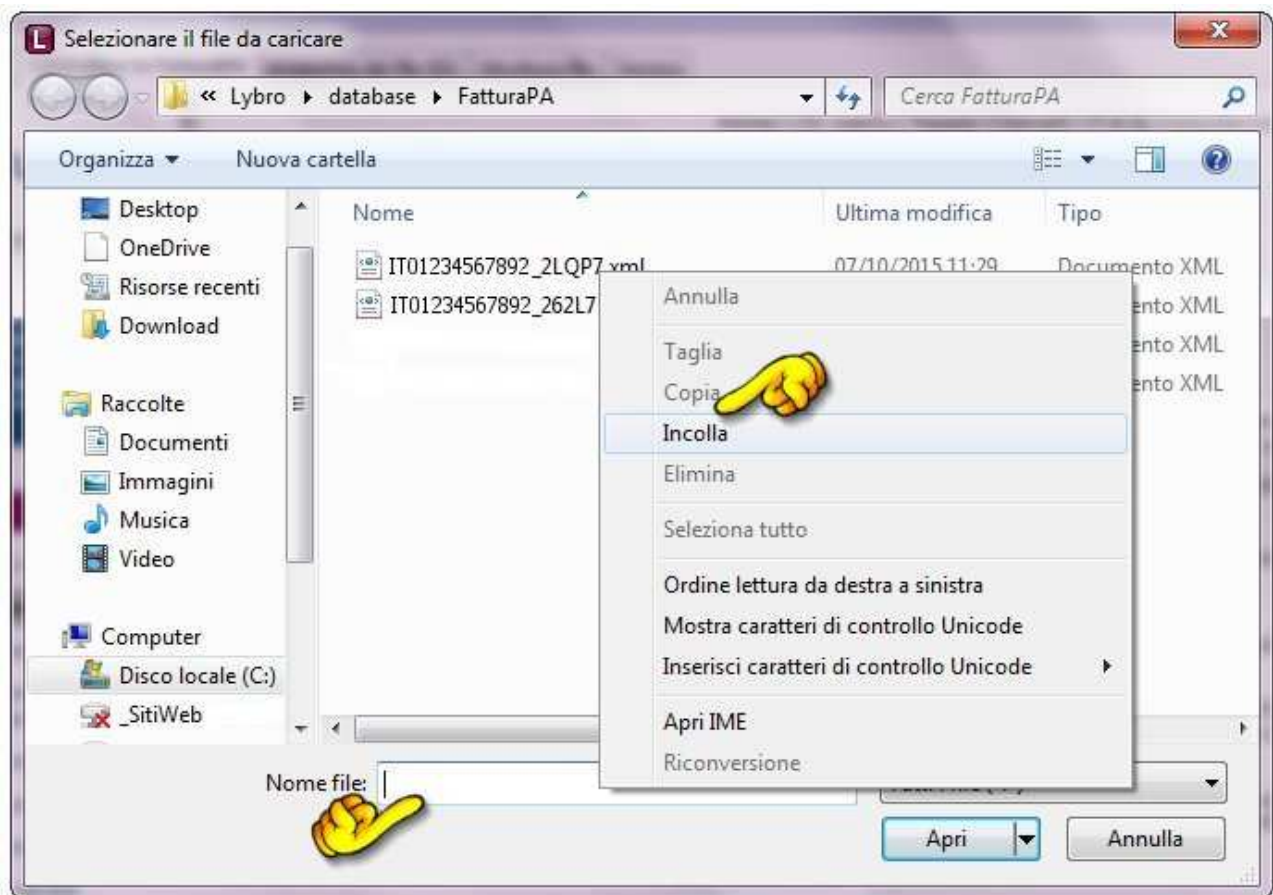 L Selezionare il file da caricare
« Lybro database FatturaPA Cerca FatturaPA
Organizza Nuova cartella
Desktop
OneDrive
Risorse recenti
Download
Raccolte
Documenti
Immagini
Musica
Video
Computer
Disco locale (C:)
_SitiWeb
Nome Ultima modifica Tipo
IT01234567892_2LQP7.xml 07/10/2015 11:29 Documento XML
IT01234567892_262L7 ento XML
ento XML
ento XML
Annulla
Taglia
Copia
Incolla
Elimina
Seleziona tutto
Ordine lettura da destra a sinistra
Mostra caratteri di controllo Unicode
Inserisci caratteri di controllo Unicode
Apri IME
Riconversione
Nome file:
Apri Annulla